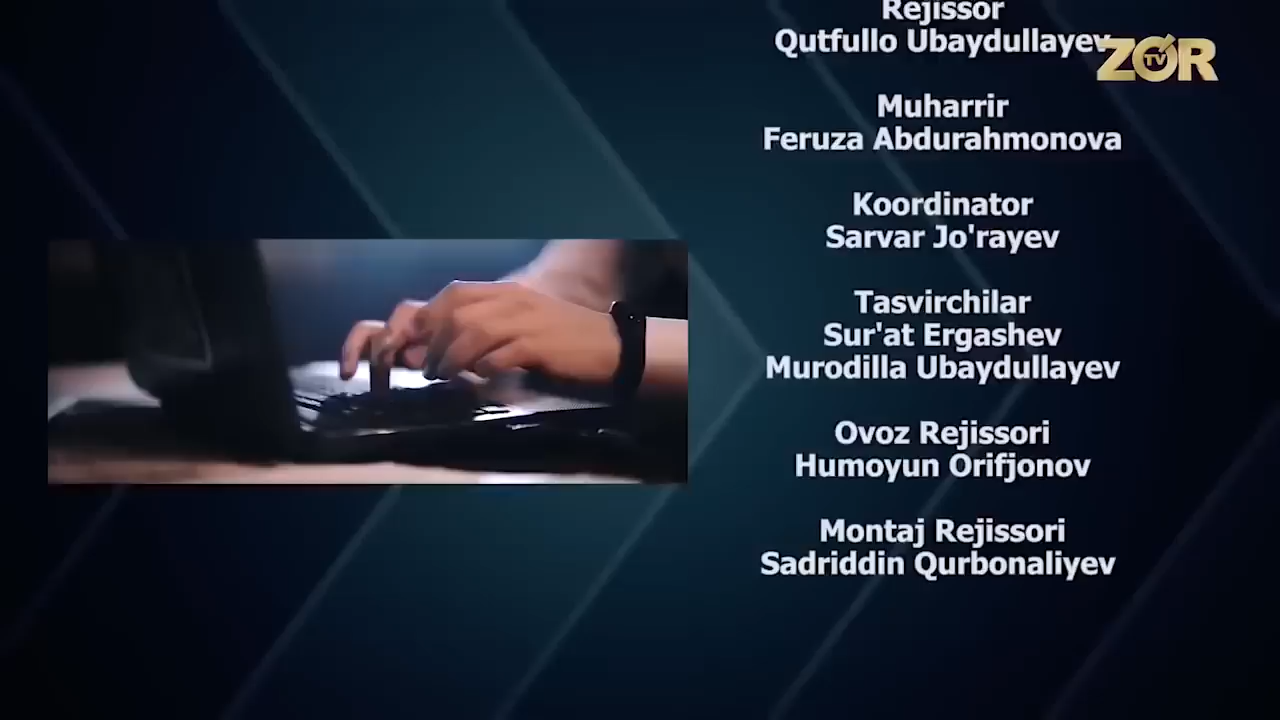 Rejissor
Qutfullo Ubaydullayev
ZO'R
TV
Muharrir
Feruza Abdurahmonova
Koordinator
Sarvar Jo'rayev
Tasvirchilar
Sur'at Ergashev
Murodilla Ubaydullayev
Ovoz Rejissori
Humoyun Orifjonov
Montaj Rejissori
Sadriddin Qurbonaliyev